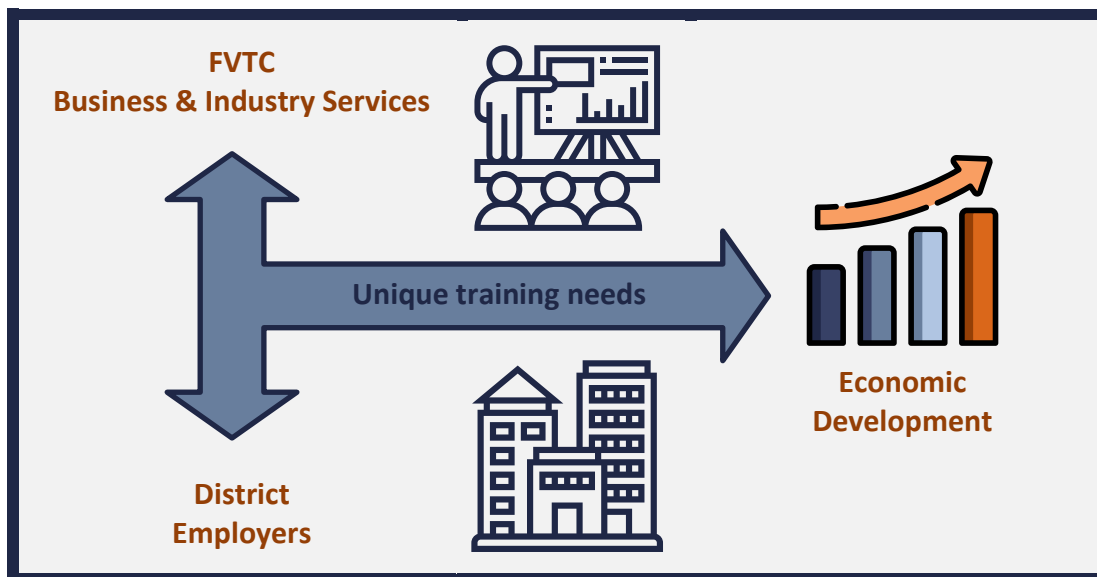 FVTC
Business & Industry Services
Unique training needs
Economic
Development
District
Employers